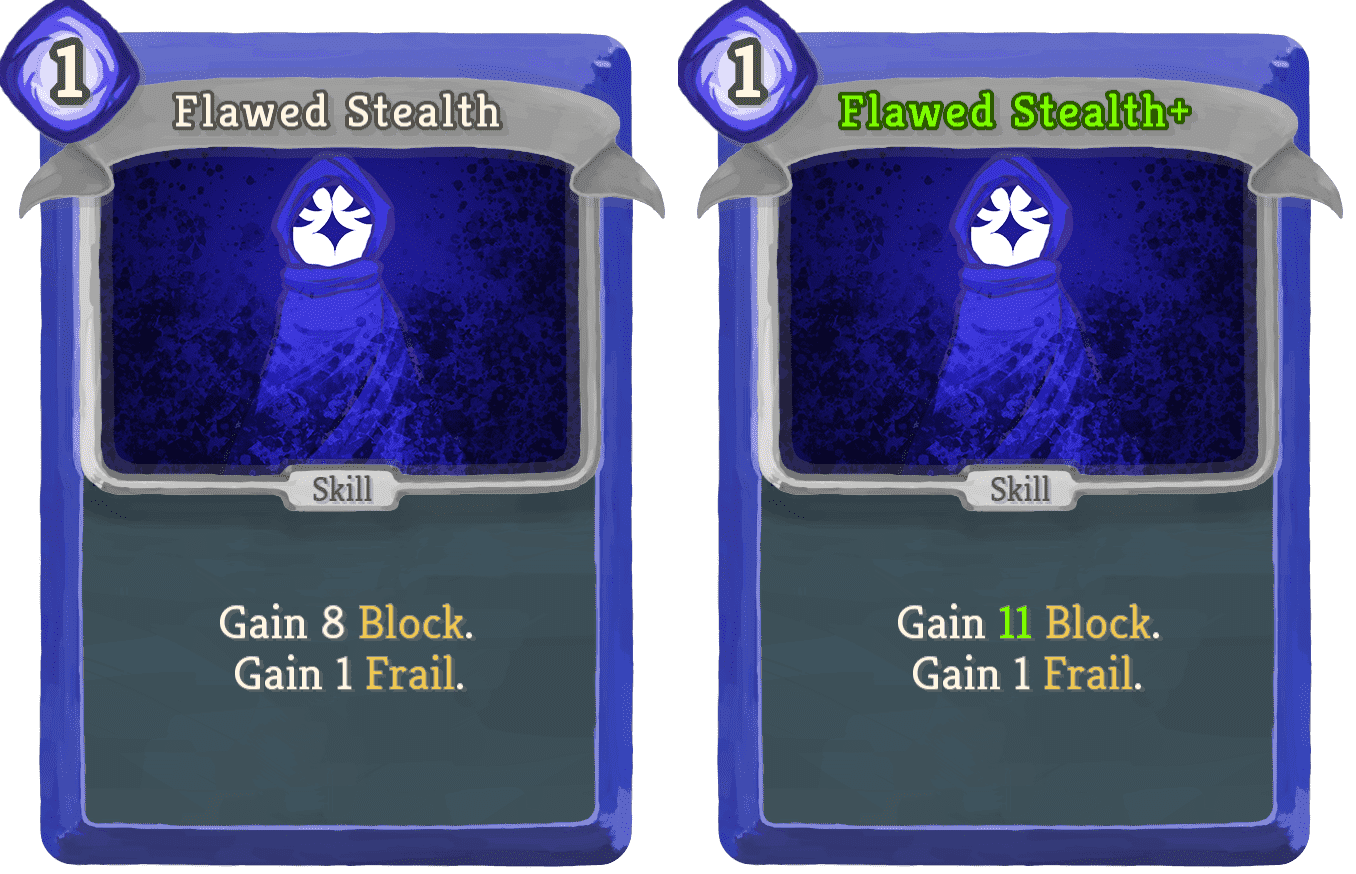 1
Flawed Stealth
Skill
Gain 8 Block.
Gain 1 Frail.
1
Flawed Stealth+
Skill
Gain 11 Block.
Gain 1 Frail.